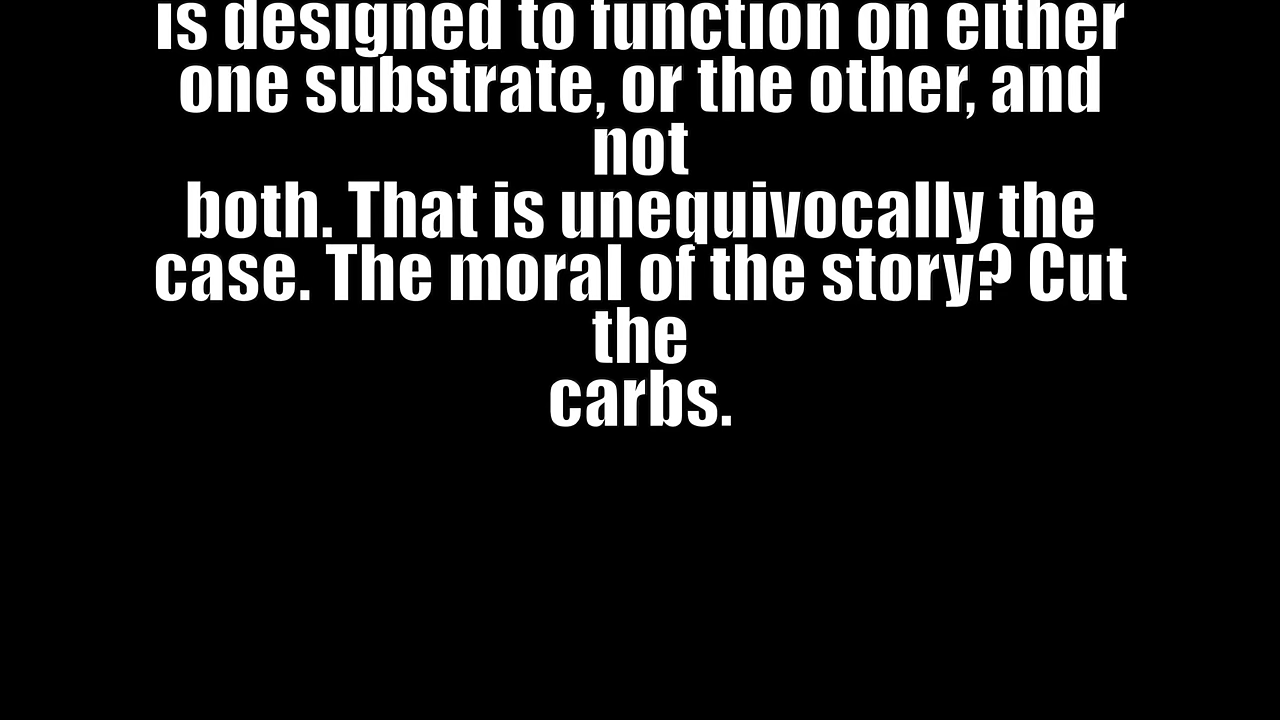 is designed to function on either
one substrate, or the other, and
not
both. That is unequivocally the
case. The moral of the story? Cut
the
carbs.